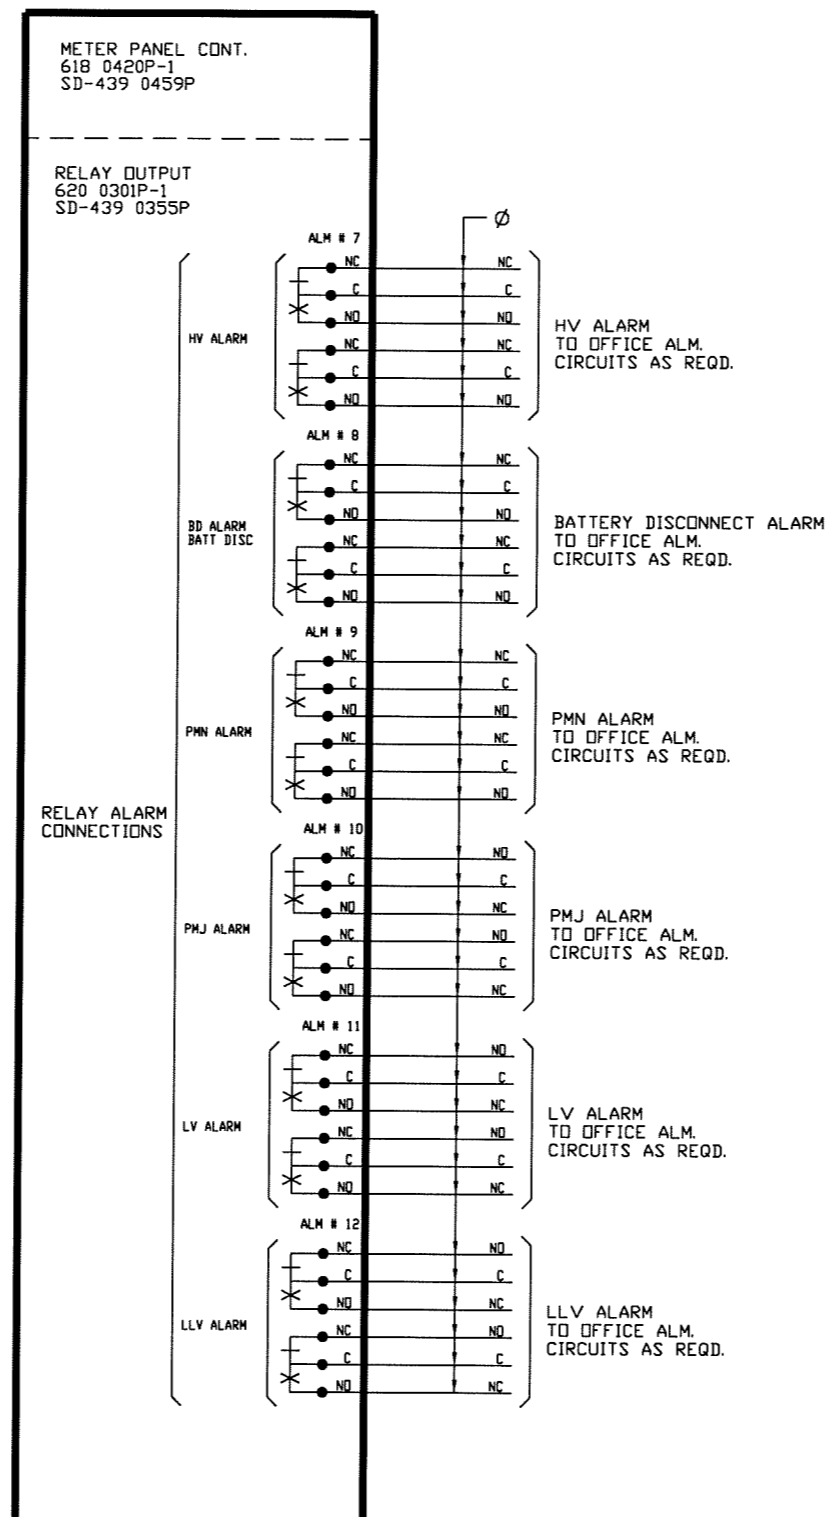 METER PANEL CONT.
618 0420P-1
SD-439 0459P
RELAY OUTPUT
620 0301P-1
SD-439 0355P
Ø
RELAY ALARM
CONNECTIONS
ALM # 7
HV ALARM
NC NC
C C
NO NO
NC NC
C C
NO NO
HV ALARM
TO OFFICE ALM.
CIRCUITS AS REQD.
ALM # 8
BD ALARM
BATT DISC
NC NC
C C
NO NO
NC NC
C C
NO NO
BATTERY DISCONNECT ALARM
TO OFFICE ALM.
CIRCUITS AS REQD.
ALM # 9
PMN ALARM
NC NC
C C
NO NO
NC NC
C C
NO NO
PMN ALARM
TO OFFICE ALM.
CIRCUITS AS REQD.
ALM # 10
PMJ ALARM
NC NO
C C
NO NC
NC NO
C C
NO NC
PMJ ALARM
TO OFFICE ALM.
CIRCUITS AS REQD.
ALM # 11
LV ALARM
NC NO
C C
NO NC
NC NO
C C
NO NC
LV ALARM
TO OFFICE ALM.
CIRCUITS AS REQD.
ALM # 12
LLV ALARM
NC NO
C C
NO NC
NC NO
C C
NO NC
LLV ALARM
TO OFFICE ALM.
CIRCUITS AS REQD.